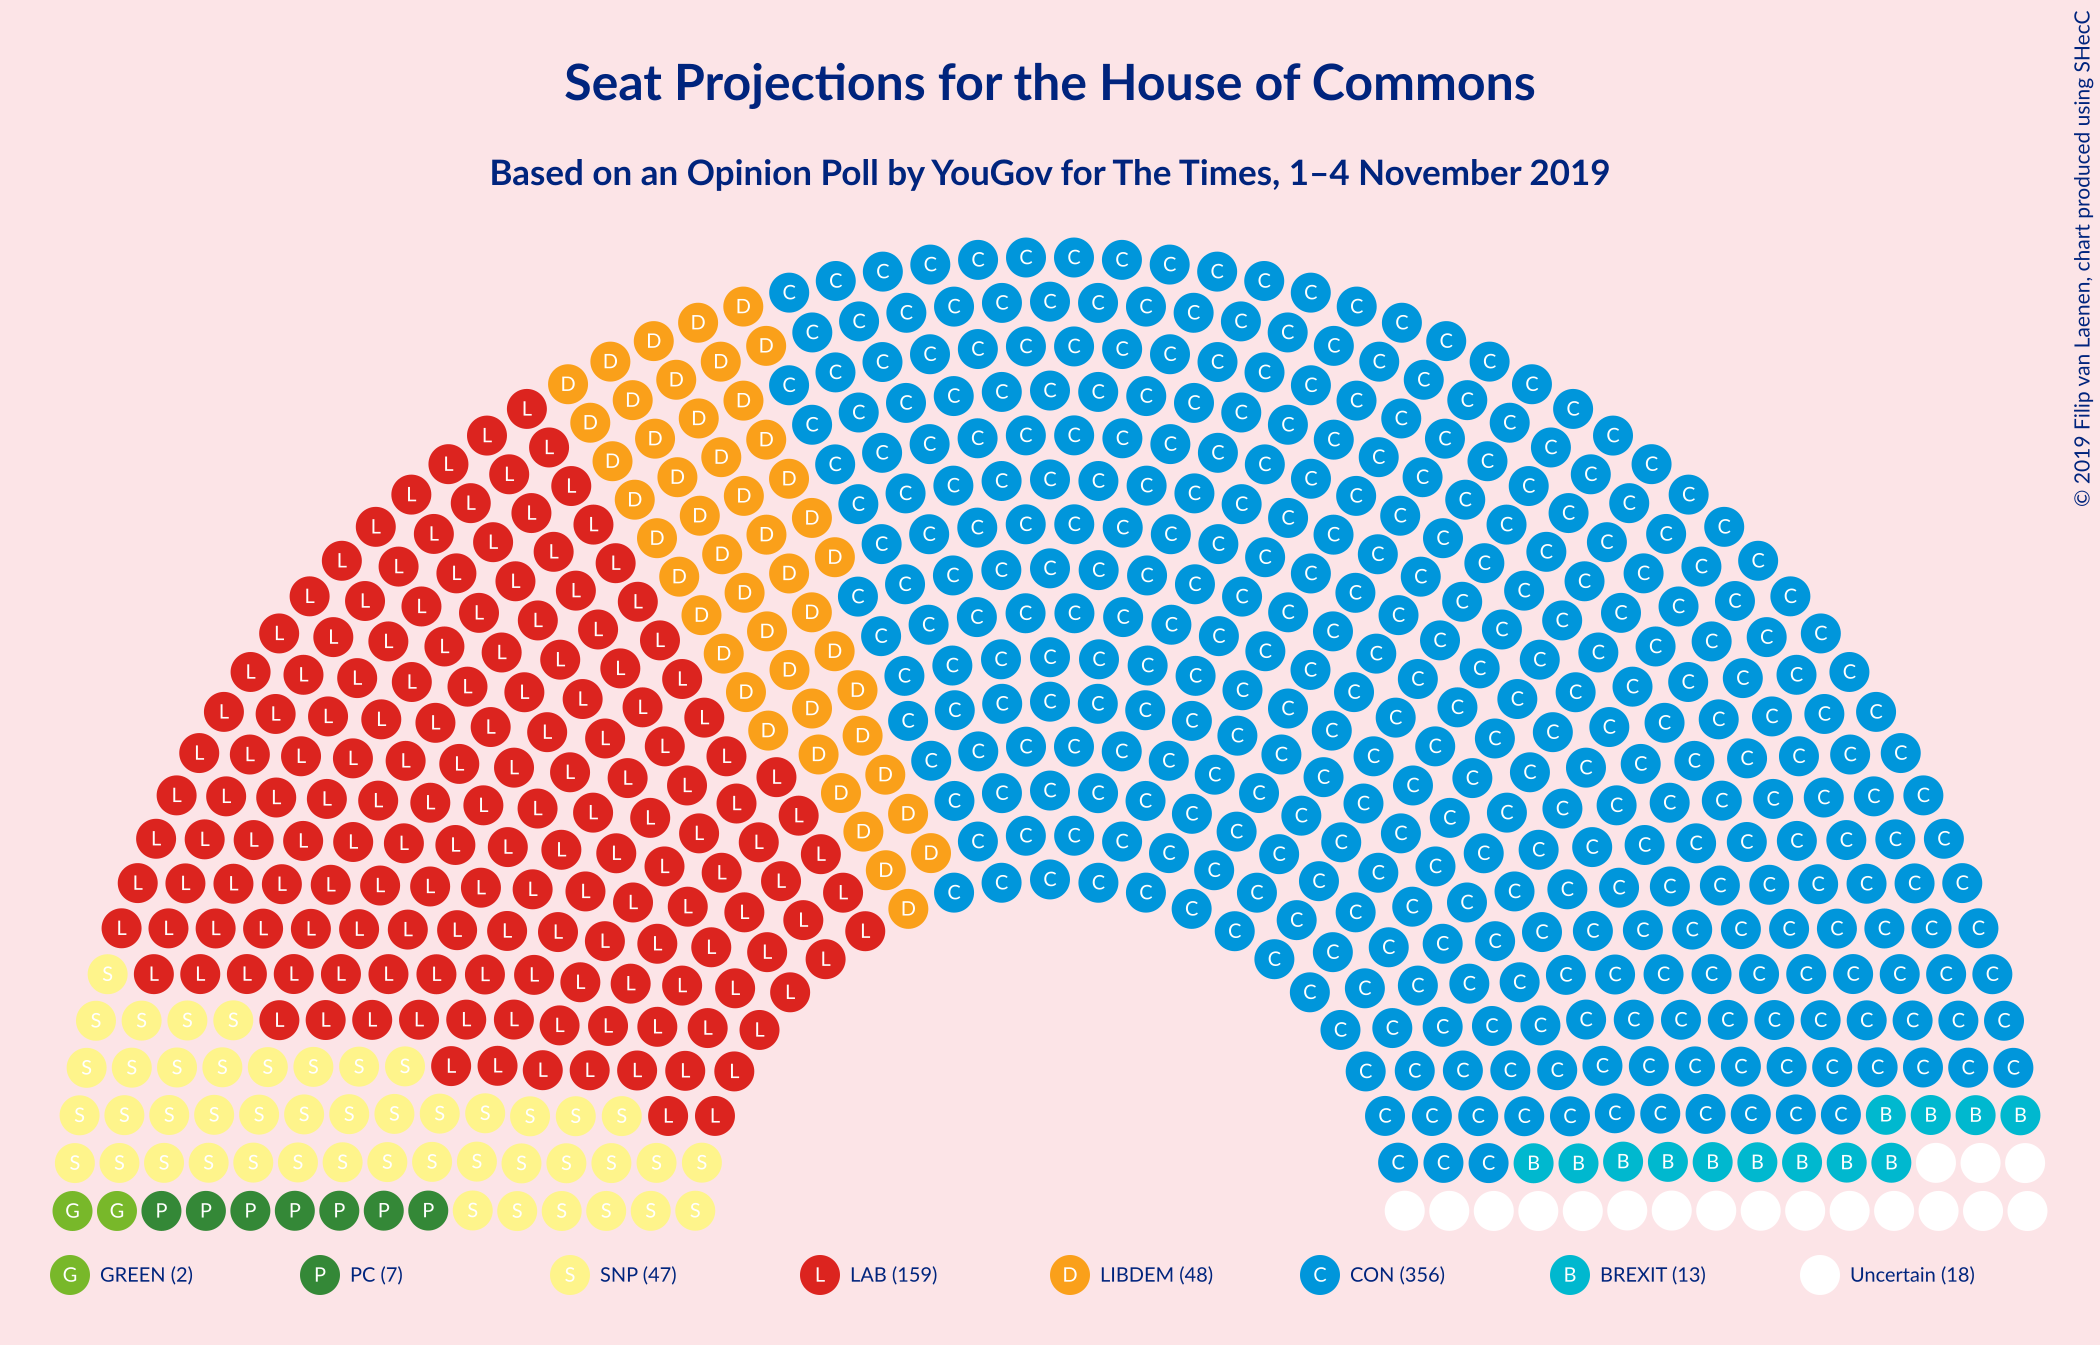 Seat Projections for the House of Commons
Based on an Opinion Poll by YouGov for The Times, 1–4 November 2019
© 2019 Filip van Laenen, chart produced using SHecC
G GREEN (2) P PC (7) S SNP (47) L LAB (159) D LIBDEM (48) C CON (356) B BREXIT (13) Uncertain (18)